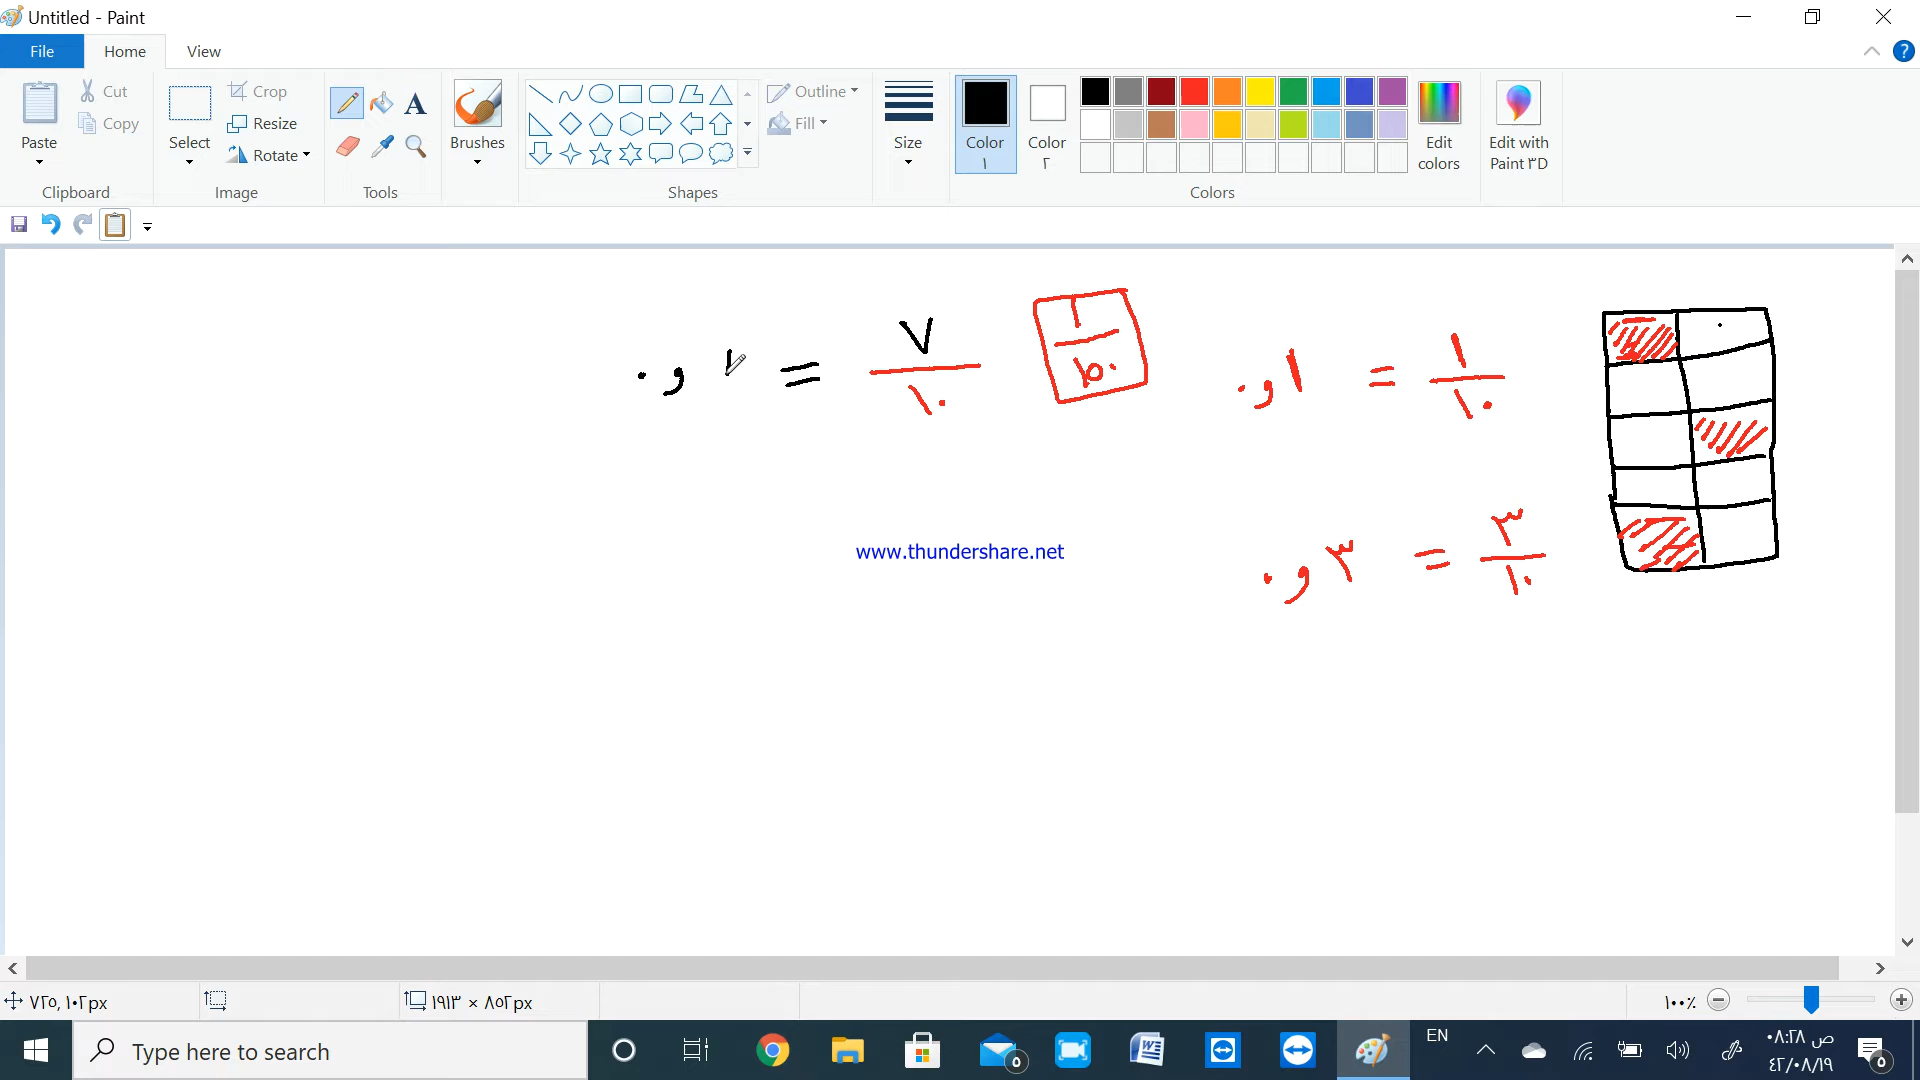 Untitled - Paint
File Home View
Paste Cut Copy Clipboard
Select Crop Resize Rotate Image
Tools
Brushes
Shapes
Outline Fill
Size
Color ١ Color ٢ Edit colors Colors
Edit with Paint ٣D
١/١٠ = ٠,١
١/١٠
٧/١٠ = ٠,
٣/١٠ = ٠,٣
www.thundershare.net
٧٢٥, ١٠٢px ١٩١٣ × ٨٥٢px ١٠٠٪
Type here to search
٥ EN ٠٨:٢٨ ص
٤٢/٠٨/١٩ ٥